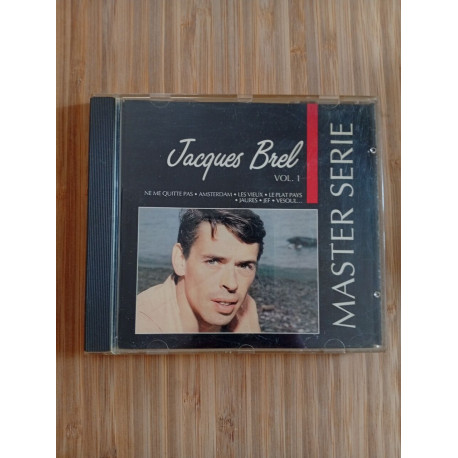 Jacques Brel
VOL. 1
NE ME QUITTE PAS • AMSTERDAM • LES VIEUX • LE PLAT PAYS
• JAURES • JEF • VESOUL...
MASTER SERIE